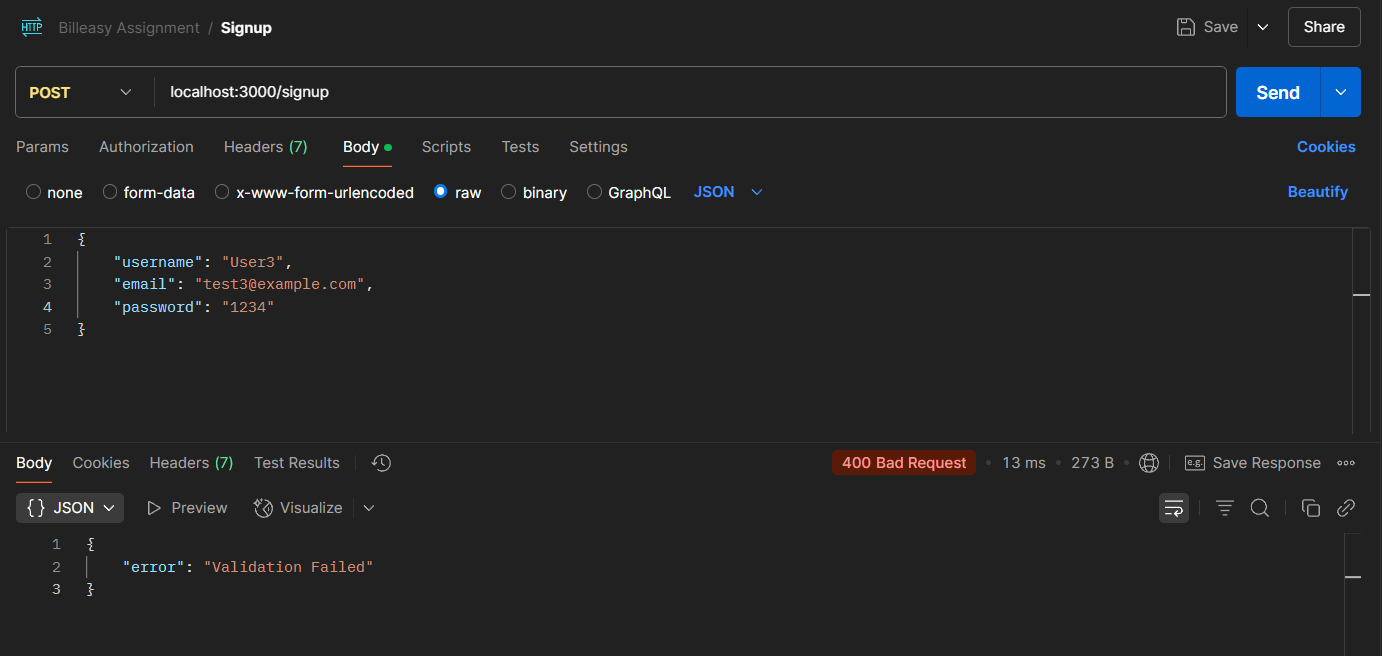 HTTP Billeasy Assignment / Signup Save Share
POST localhost:3000/signup Send
Params Authorization Headers (7) Body Scripts Tests Settings Cookies
none form-data x-www-form-urlencoded raw binary GraphQL JSON Beautify
1 {
2 "username": "User3",
3 "email": "test3@example.com",
4 "password": "1234"
5 }
Body Cookies Headers (7) Test Results 400 Bad Request 13 ms 273 B e.g. Save Response
{} JSON Preview Visualize
1 {
2 "error": "Validation Failed"
3 }